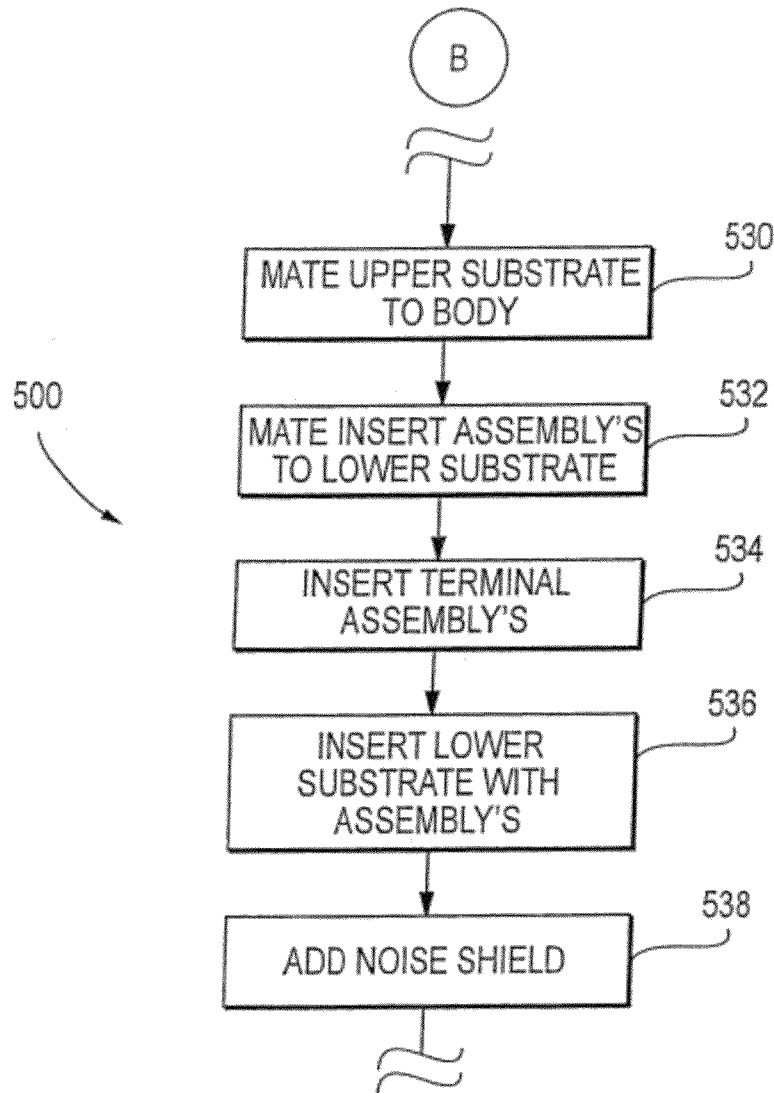 B
530
MATE UPPER SUBSTRATE
TO BODY
500
532
MATE INSERT ASSEMBLY'S
TO LOWER SUBSTRATE
534
INSERT TERMINAL
ASSEMBLY'S
536
INSERT LOWER
SUBSTRATE WITH
ASSEMBLY'S
538
ADD NOISE SHIELD